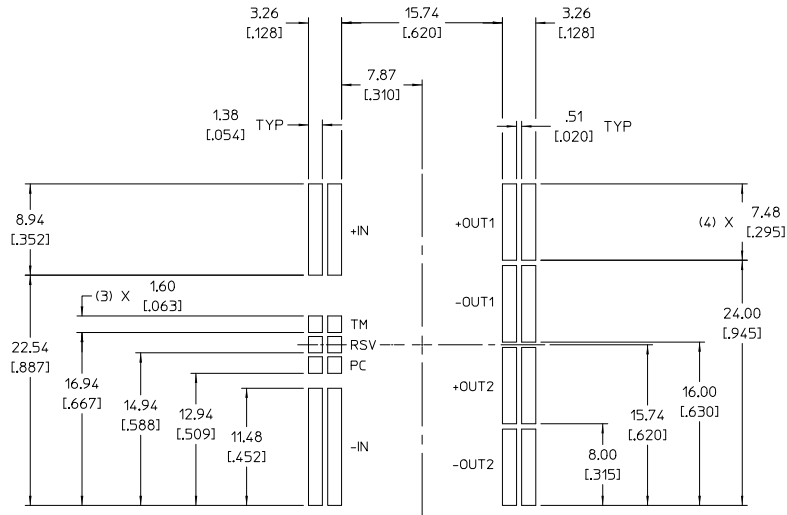 3.26
[.128]
15.74
[.620]
3.26
[.128]
7.87
[.310]
1.38
[.054]
TYP
.51
[.020]
TYP
8.94
[.352]
+IN
+OUT1
(4) X
7.48
[.295]
(3) X
1.60
[.063]
-OUT1
TM
RSV
PC
22.54
[.887]
16.94
[.667]
14.94
[.588]
12.94
[.509]
11.48
[.452]
24.00
[.945]
+OUT2
16.00
[.630]
15.74
[.620]
-IN
-OUT2
8.00
[.315]